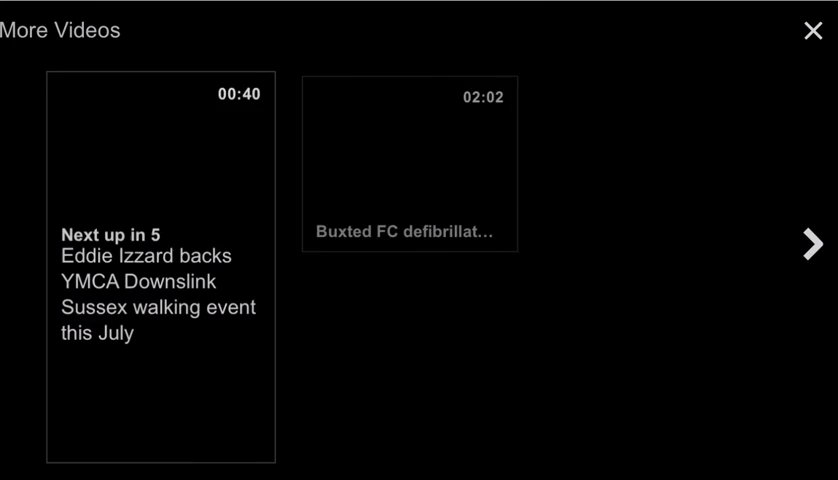 More Videos
00:40
Next up in 5
Eddie Izzard backs
YMCA Downslink
Sussex walking event
this July
02:02
Buxted FC defibrillat...